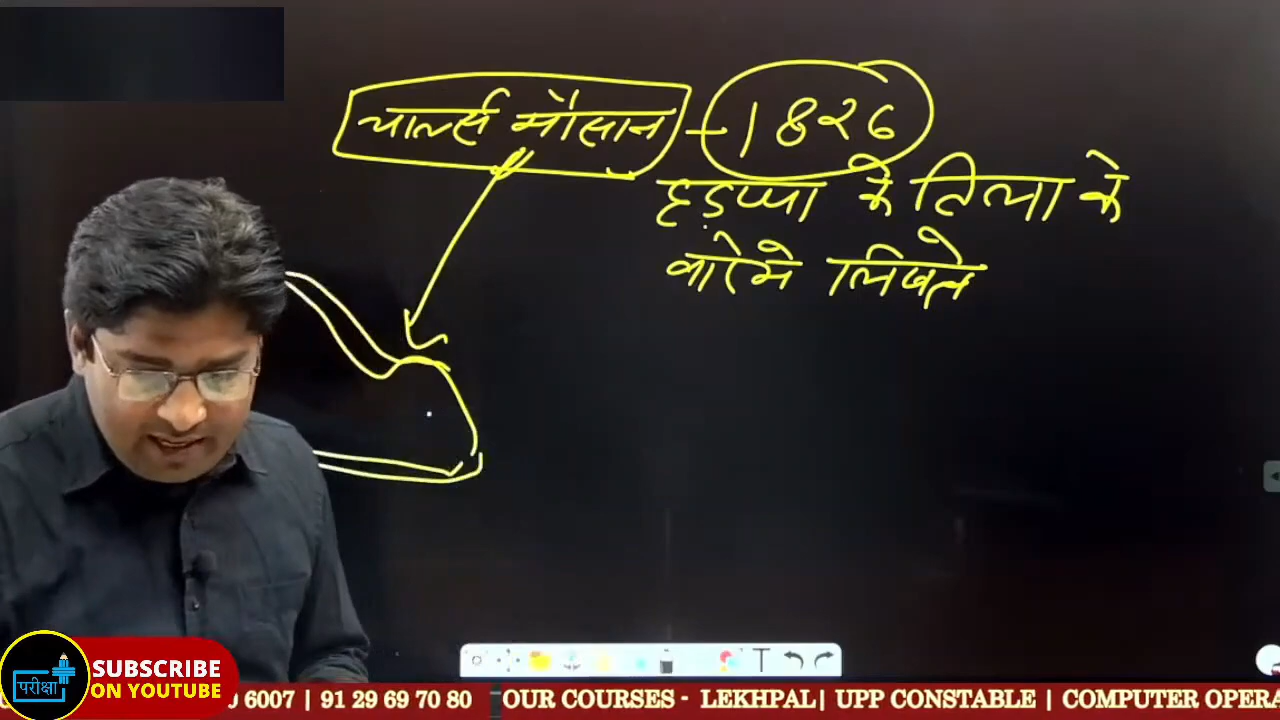 चार्ल्स मैसान - 1826
हड़प्पा के टिला के
बारे मे लिखते
परीक्षा
SUBSCRIBE
ON YOUTUBE
0 6007 | 91 29 69 70 80 OUR COURSES - LEKHPAL| UPP CONSTABLE | COMPUTER OPERA